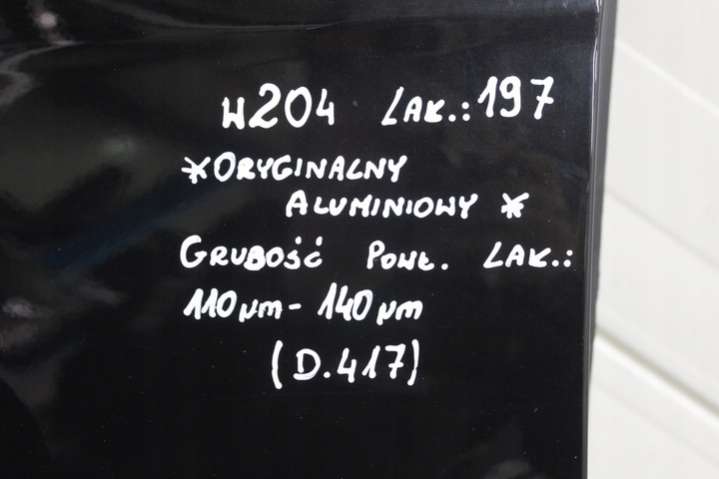 W204 LAK.: 197
*ORYGINALNY
ALUMINIOWY *
GRUBOŚĆ POWŁ. LAK.:
110µm - 140µm
(D.417)